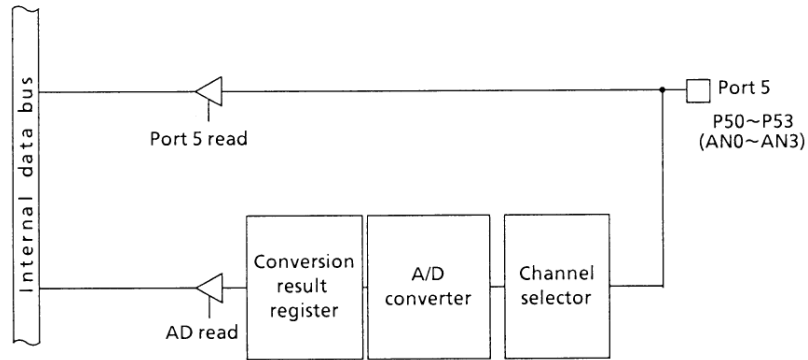 Internal data bus
Port 5 read
Port 5
P50~P53
(AN0~AN3)
AD read
Conversion
result
register
A/D
converter
Channel
selector